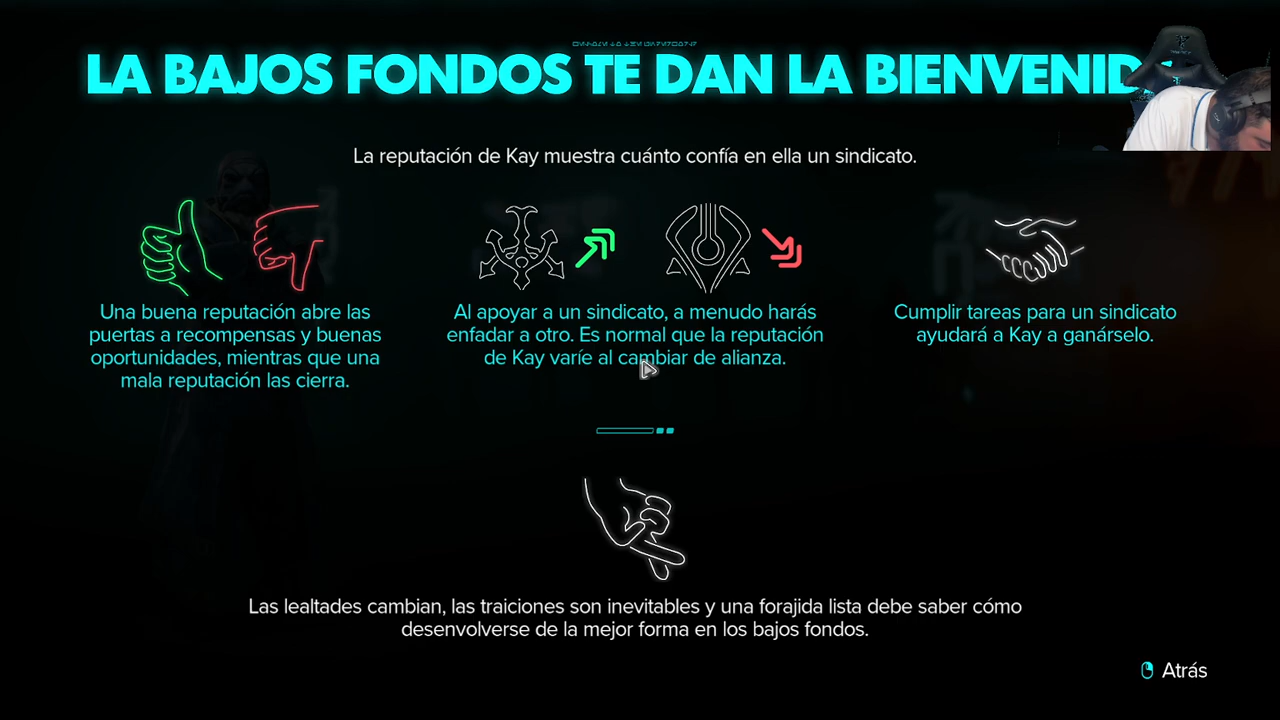 LA BAJOS FONDOS TE DAN LA BIENVENID
La reputación de Kay muestra cuánto confía en ella un sindicato.
Una buena reputación abre las
puertas a recompensas y buenas
oportunidades, mientras que una
mala reputación las cierra.
Al apoyar a un sindicato, a menudo harás
enfadar a otro. Es normal que la reputación
de Kay varíe al cambiar de alianza.
Cumplir tareas para un sindicato
ayudará a Kay a ganárselo.
Las lealtades cambian, las traiciones son inevitables y una forajida lista debe saber cómo
desenvolverse de la mejor forma en los bajos fondos.
Atrás